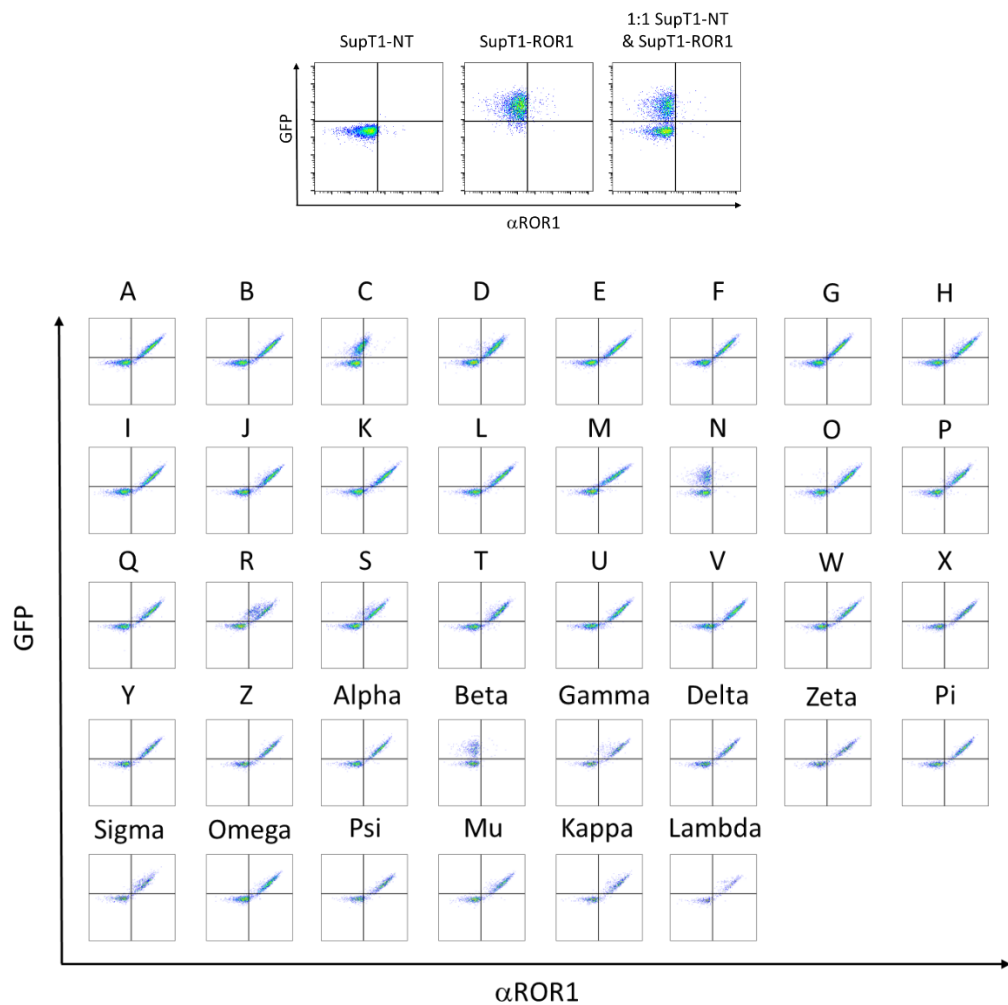 1:1 SupT1-NT
SupT1-NT SupT1-ROR1 & SupT1-ROR1
GFP
αROR1
A B C D E F G H
I J K L M N O P
Q R S T U V W X
GFP
Y Z Alpha Beta Gamma Delta Zeta Pi
Sigma Omega Psi Mu Kappa Lambda
αROR1